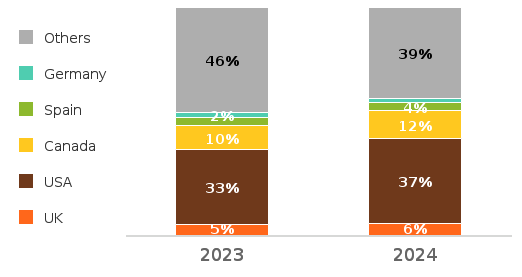 Others
Germany
Spain
Canada
USA
UK
46%
2%
10%
33%
5%
39%
4%
12%
37%
6%
2023
2024